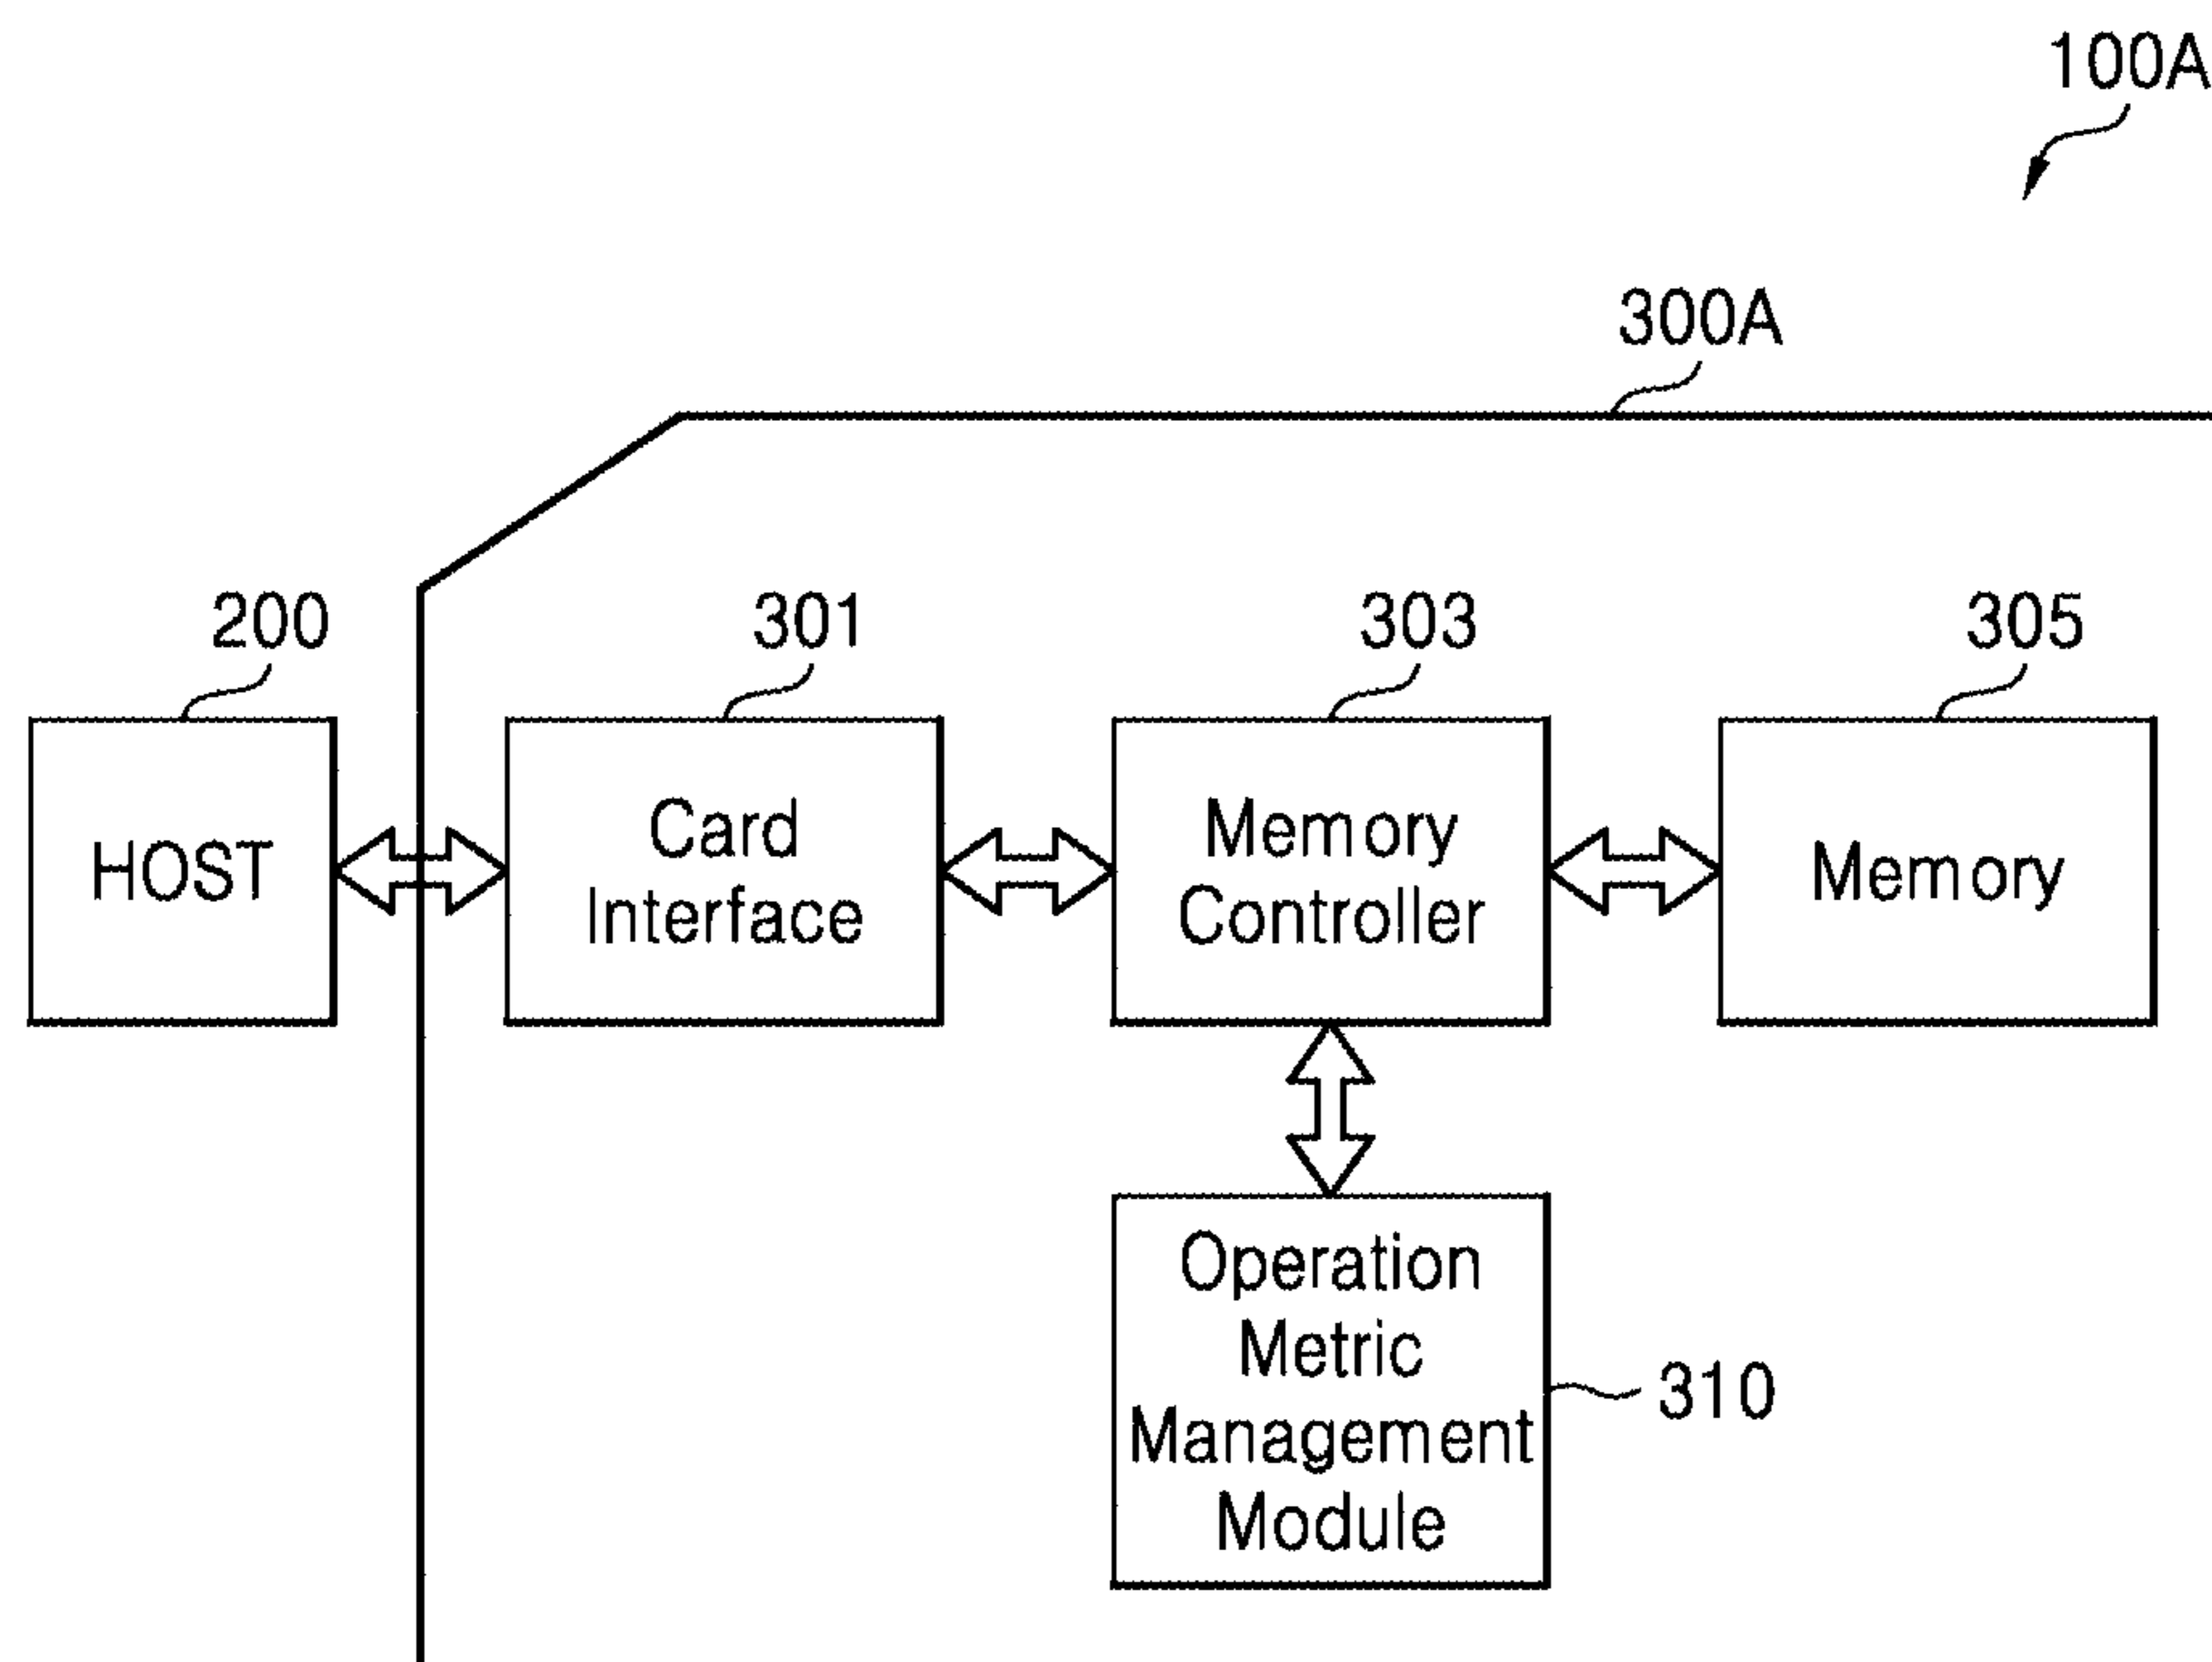 100A
300A
200
301
303
305
HOST
Card
Interface
Memory
Controller
Memory
Operation
Metric
Management
Module
310